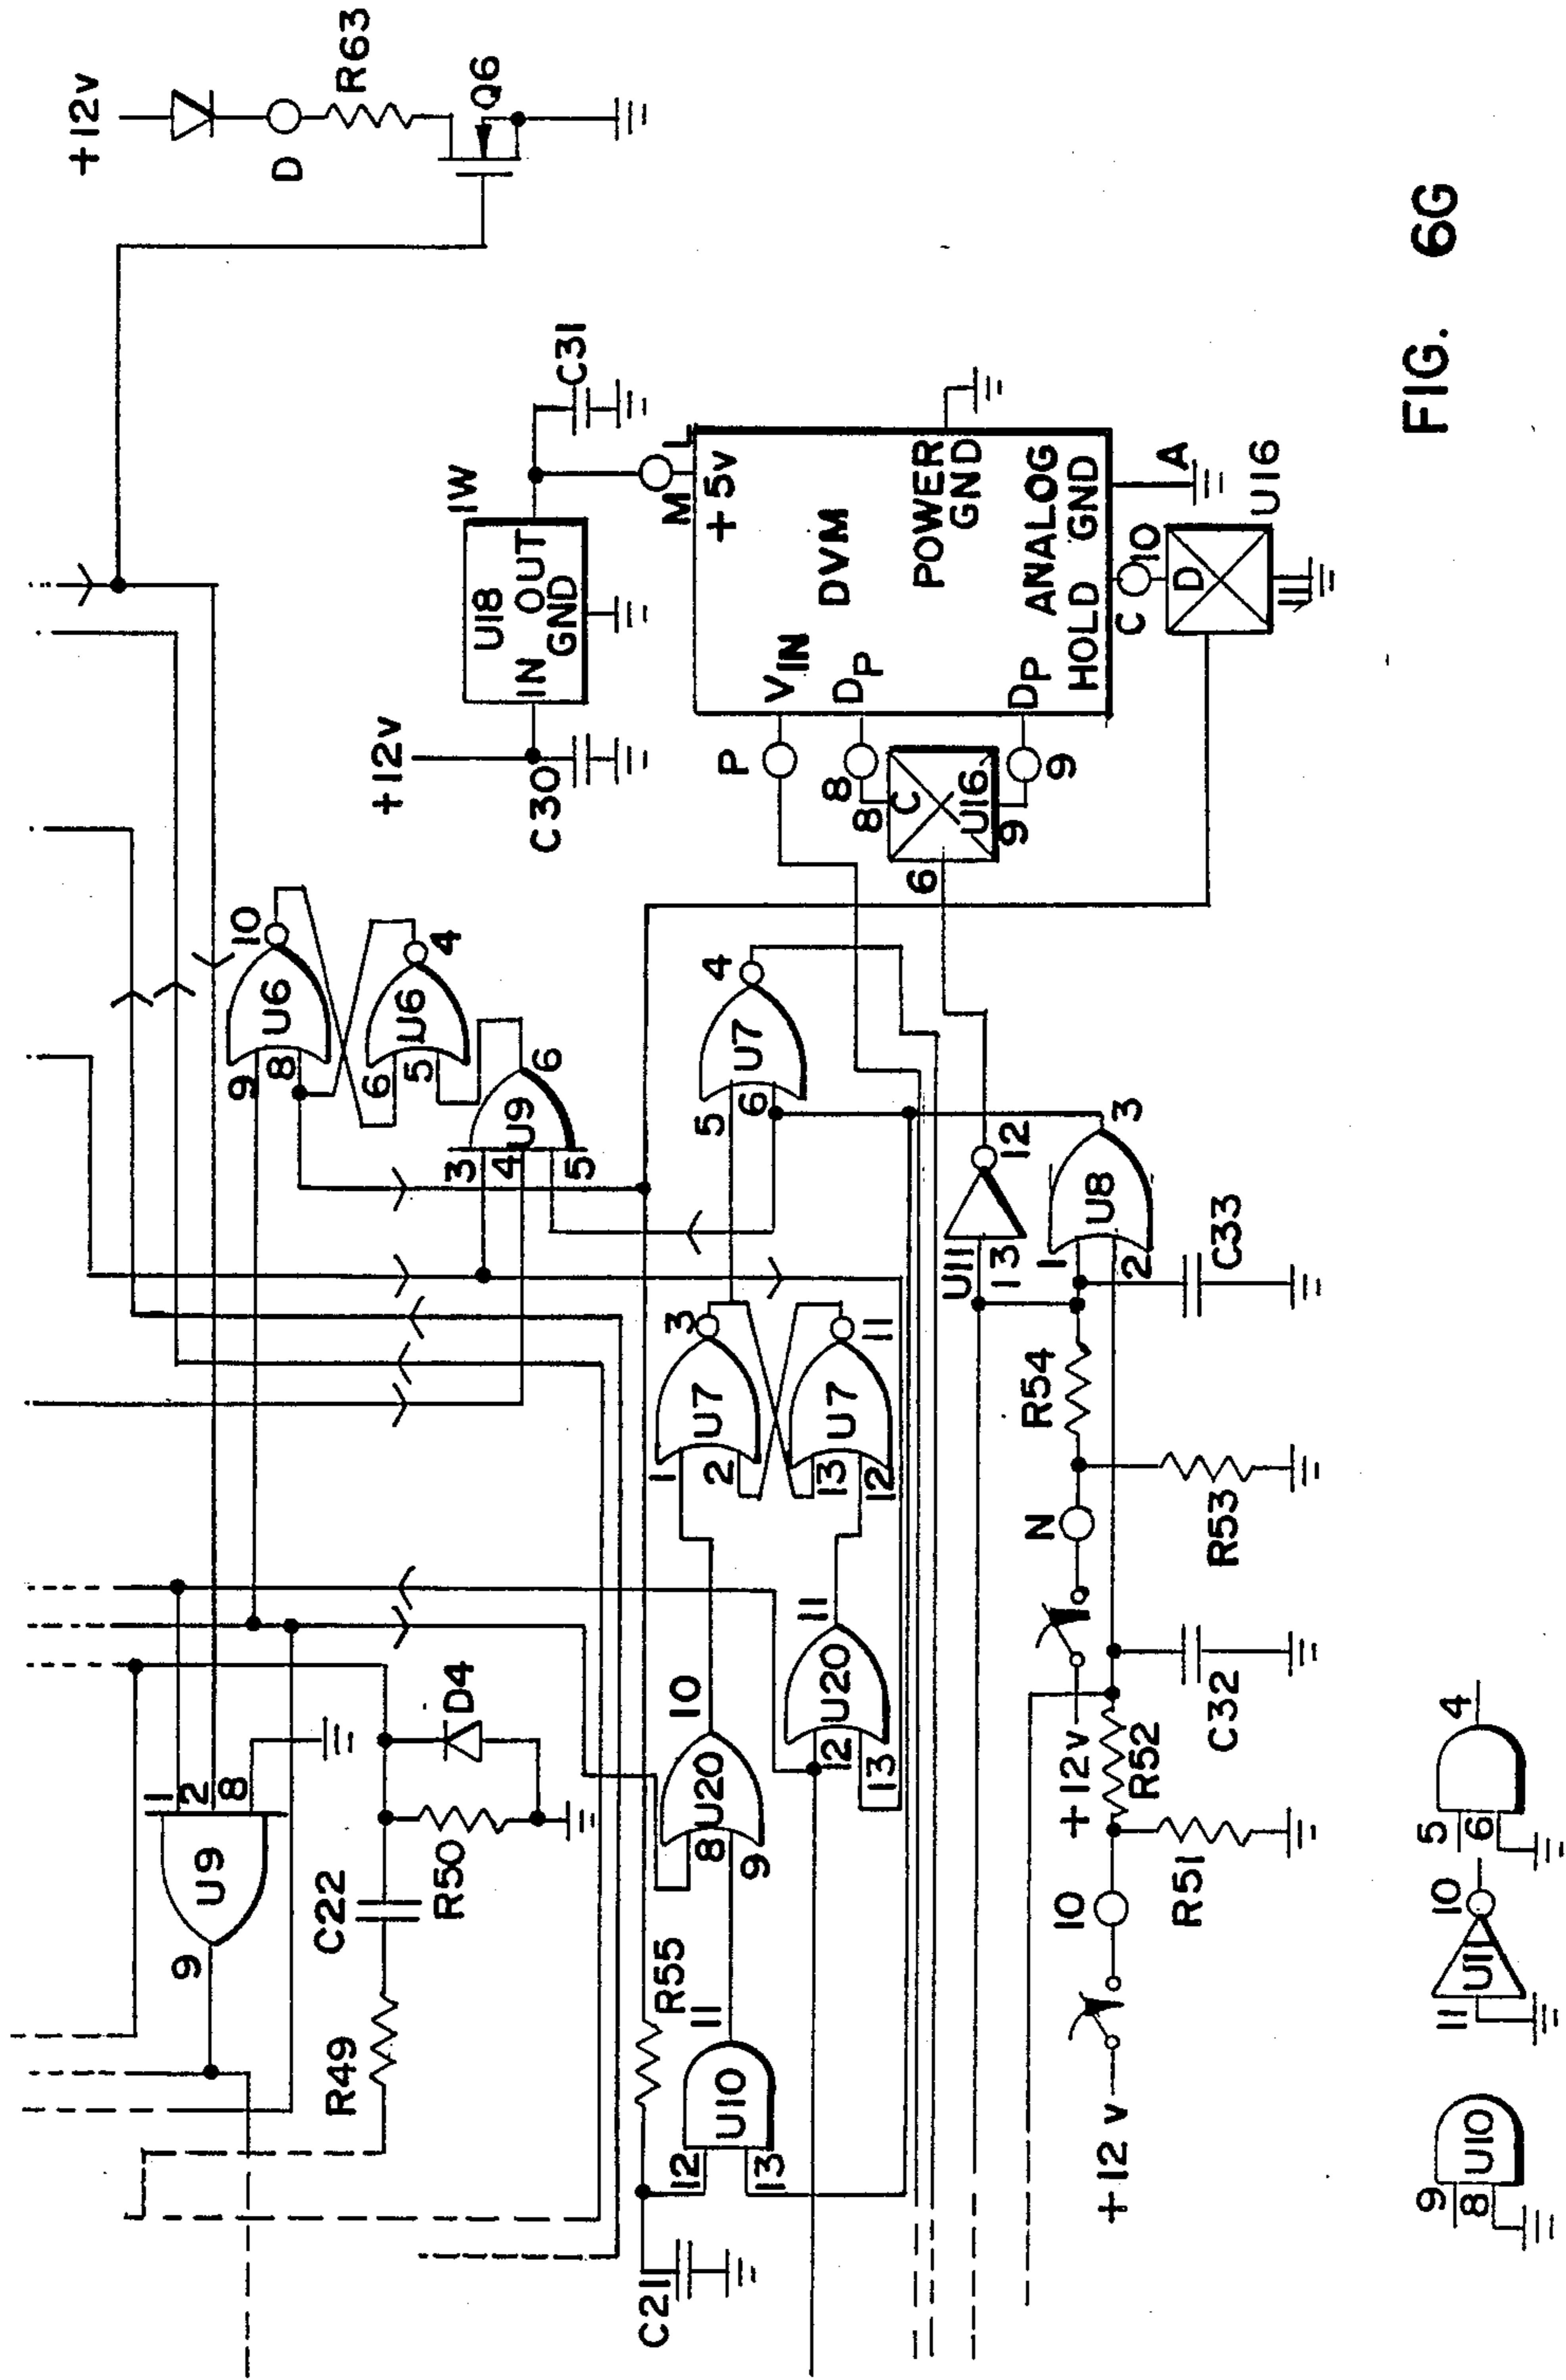 +12v
D
R63
Q6
1W
U18
IN OUT
GND
+12v
C30
C31
M
L
+5v
DVM
POWER
GND
ANALOG
GND
HOLD
VIN
DP
DP
P
8
8
C
U16
9
9
6
C
10
D
11
A
U16
10
U6
9
8
4
U6
6
5
6
U9
3
4
5
4
U7
5
6
12
U11
13
3
U8
1
2
C33
R54
N
R53
3
U7
1
2
11
U7
13
12
1
2
8
U9
9
D4
C22
R50
R49
10
U20
8
9
11
U20
12
13
R55
11
U10
12
13
C21
+12v
R52
C32
10
R51
+12 v
9
8
U10
11
U11
10
5
6
4
FIG. 6G